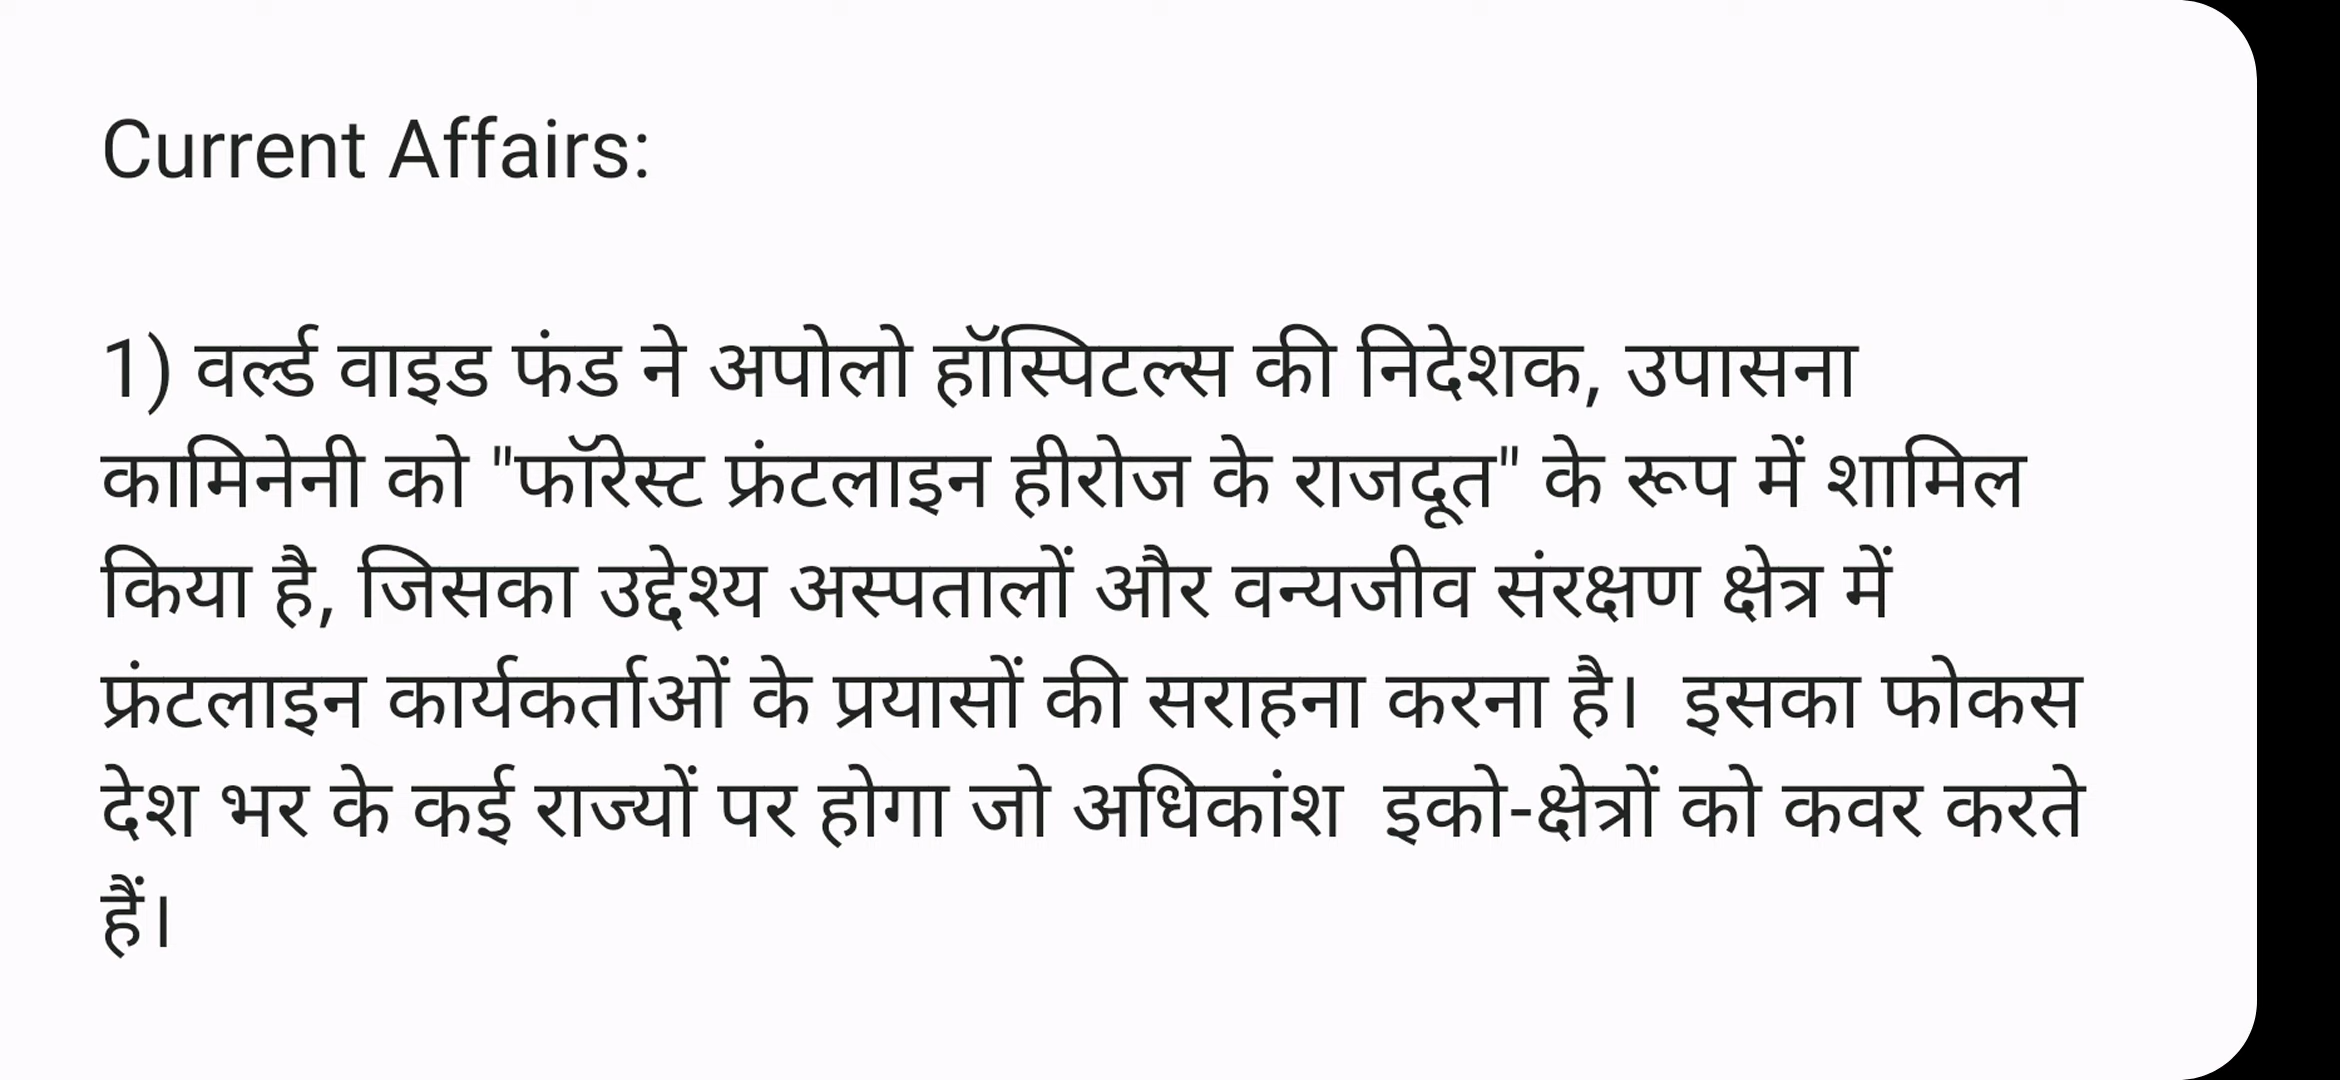 Current Affairs:
1) वर्ल्ड वाइड फंड ने अपोलो हॉस्पिटल्स की निदेशक, उपासना
कामिनेनी को "फॉरेस्ट फ्रंटलाइन हीरोज के राजदूत" के रूप में शामिल
किया है, जिसका उद्देश्य अस्पतालों और वन्यजीव संरक्षण क्षेत्र में
फ्रंटलाइन कार्यकर्ताओं के प्रयासों की सराहना करना है।  इसका फोकस
देश भर के कई राज्यों पर होगा जो अधिकांश  इको-क्षेत्रों को कवर करते
हैं।